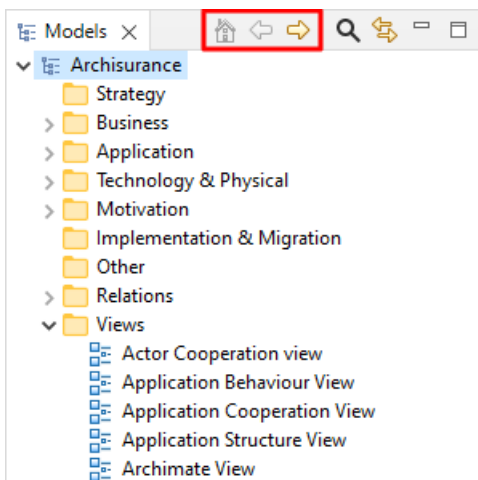 Models
Archisurance
Strategy
Business
Application
Technology & Physical
Motivation
Implementation & Migration
Other
Relations
Views
Actor Cooperation view
Application Behaviour View
Application Cooperation View
Application Structure View
Archimate View